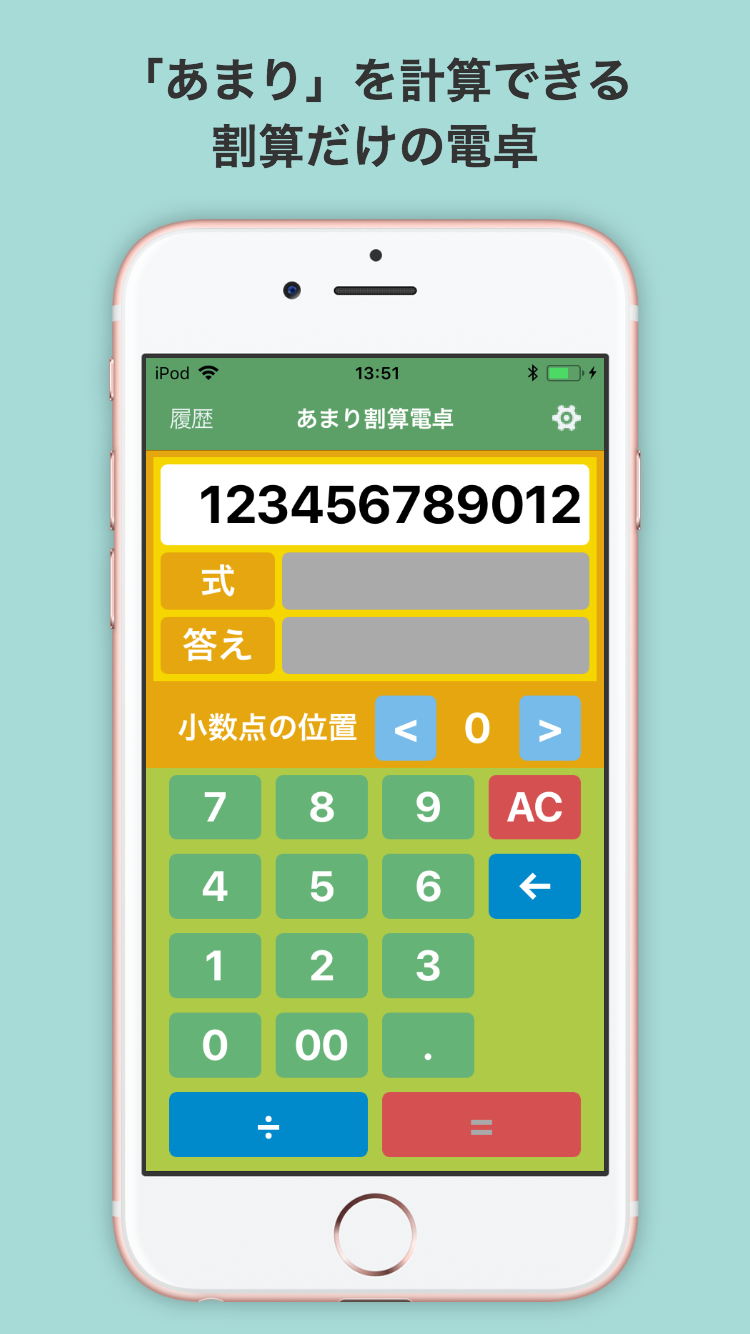 「あまり」を計算できる
割算だけの電卓
iPod 13:51
履歴 あまり割算電卓
123456789012
式
答え
小数点の位置 < 0 >
7 8 9 AC
4 5 6 ←
1 2 3
0 00 .
÷ =